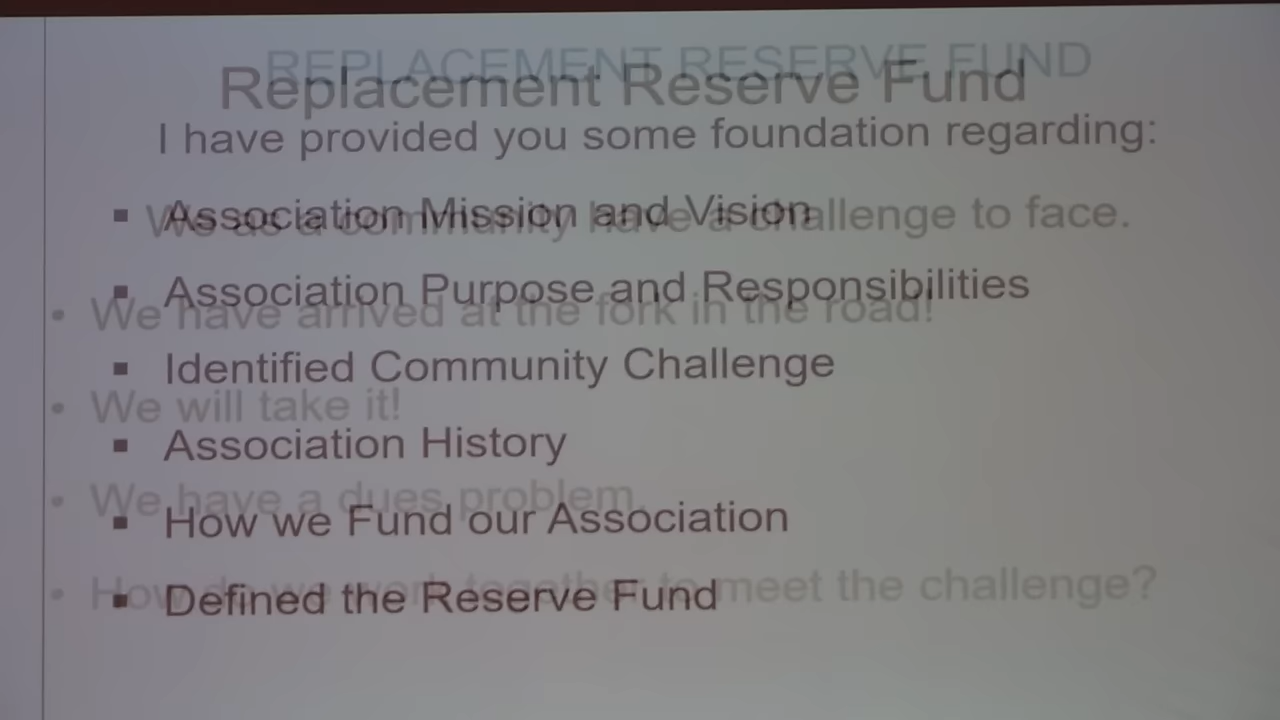 REPLACEMENT RESERVE FUND
Replacement Reserve Fund
I have provided you some foundation regarding:
▪ Association Mission and Vision
We as a community have a challenge to face.
▪ Association Purpose and Responsibilities
• We have arrived at the fork in the road!
▪ Identified Community Challenge
• We will take it!
▪ Association History
• We have a dues problem.
▪ How we Fund our Association
• How do we work together to meet the challenge?
▪ Defined the Reserve Fund